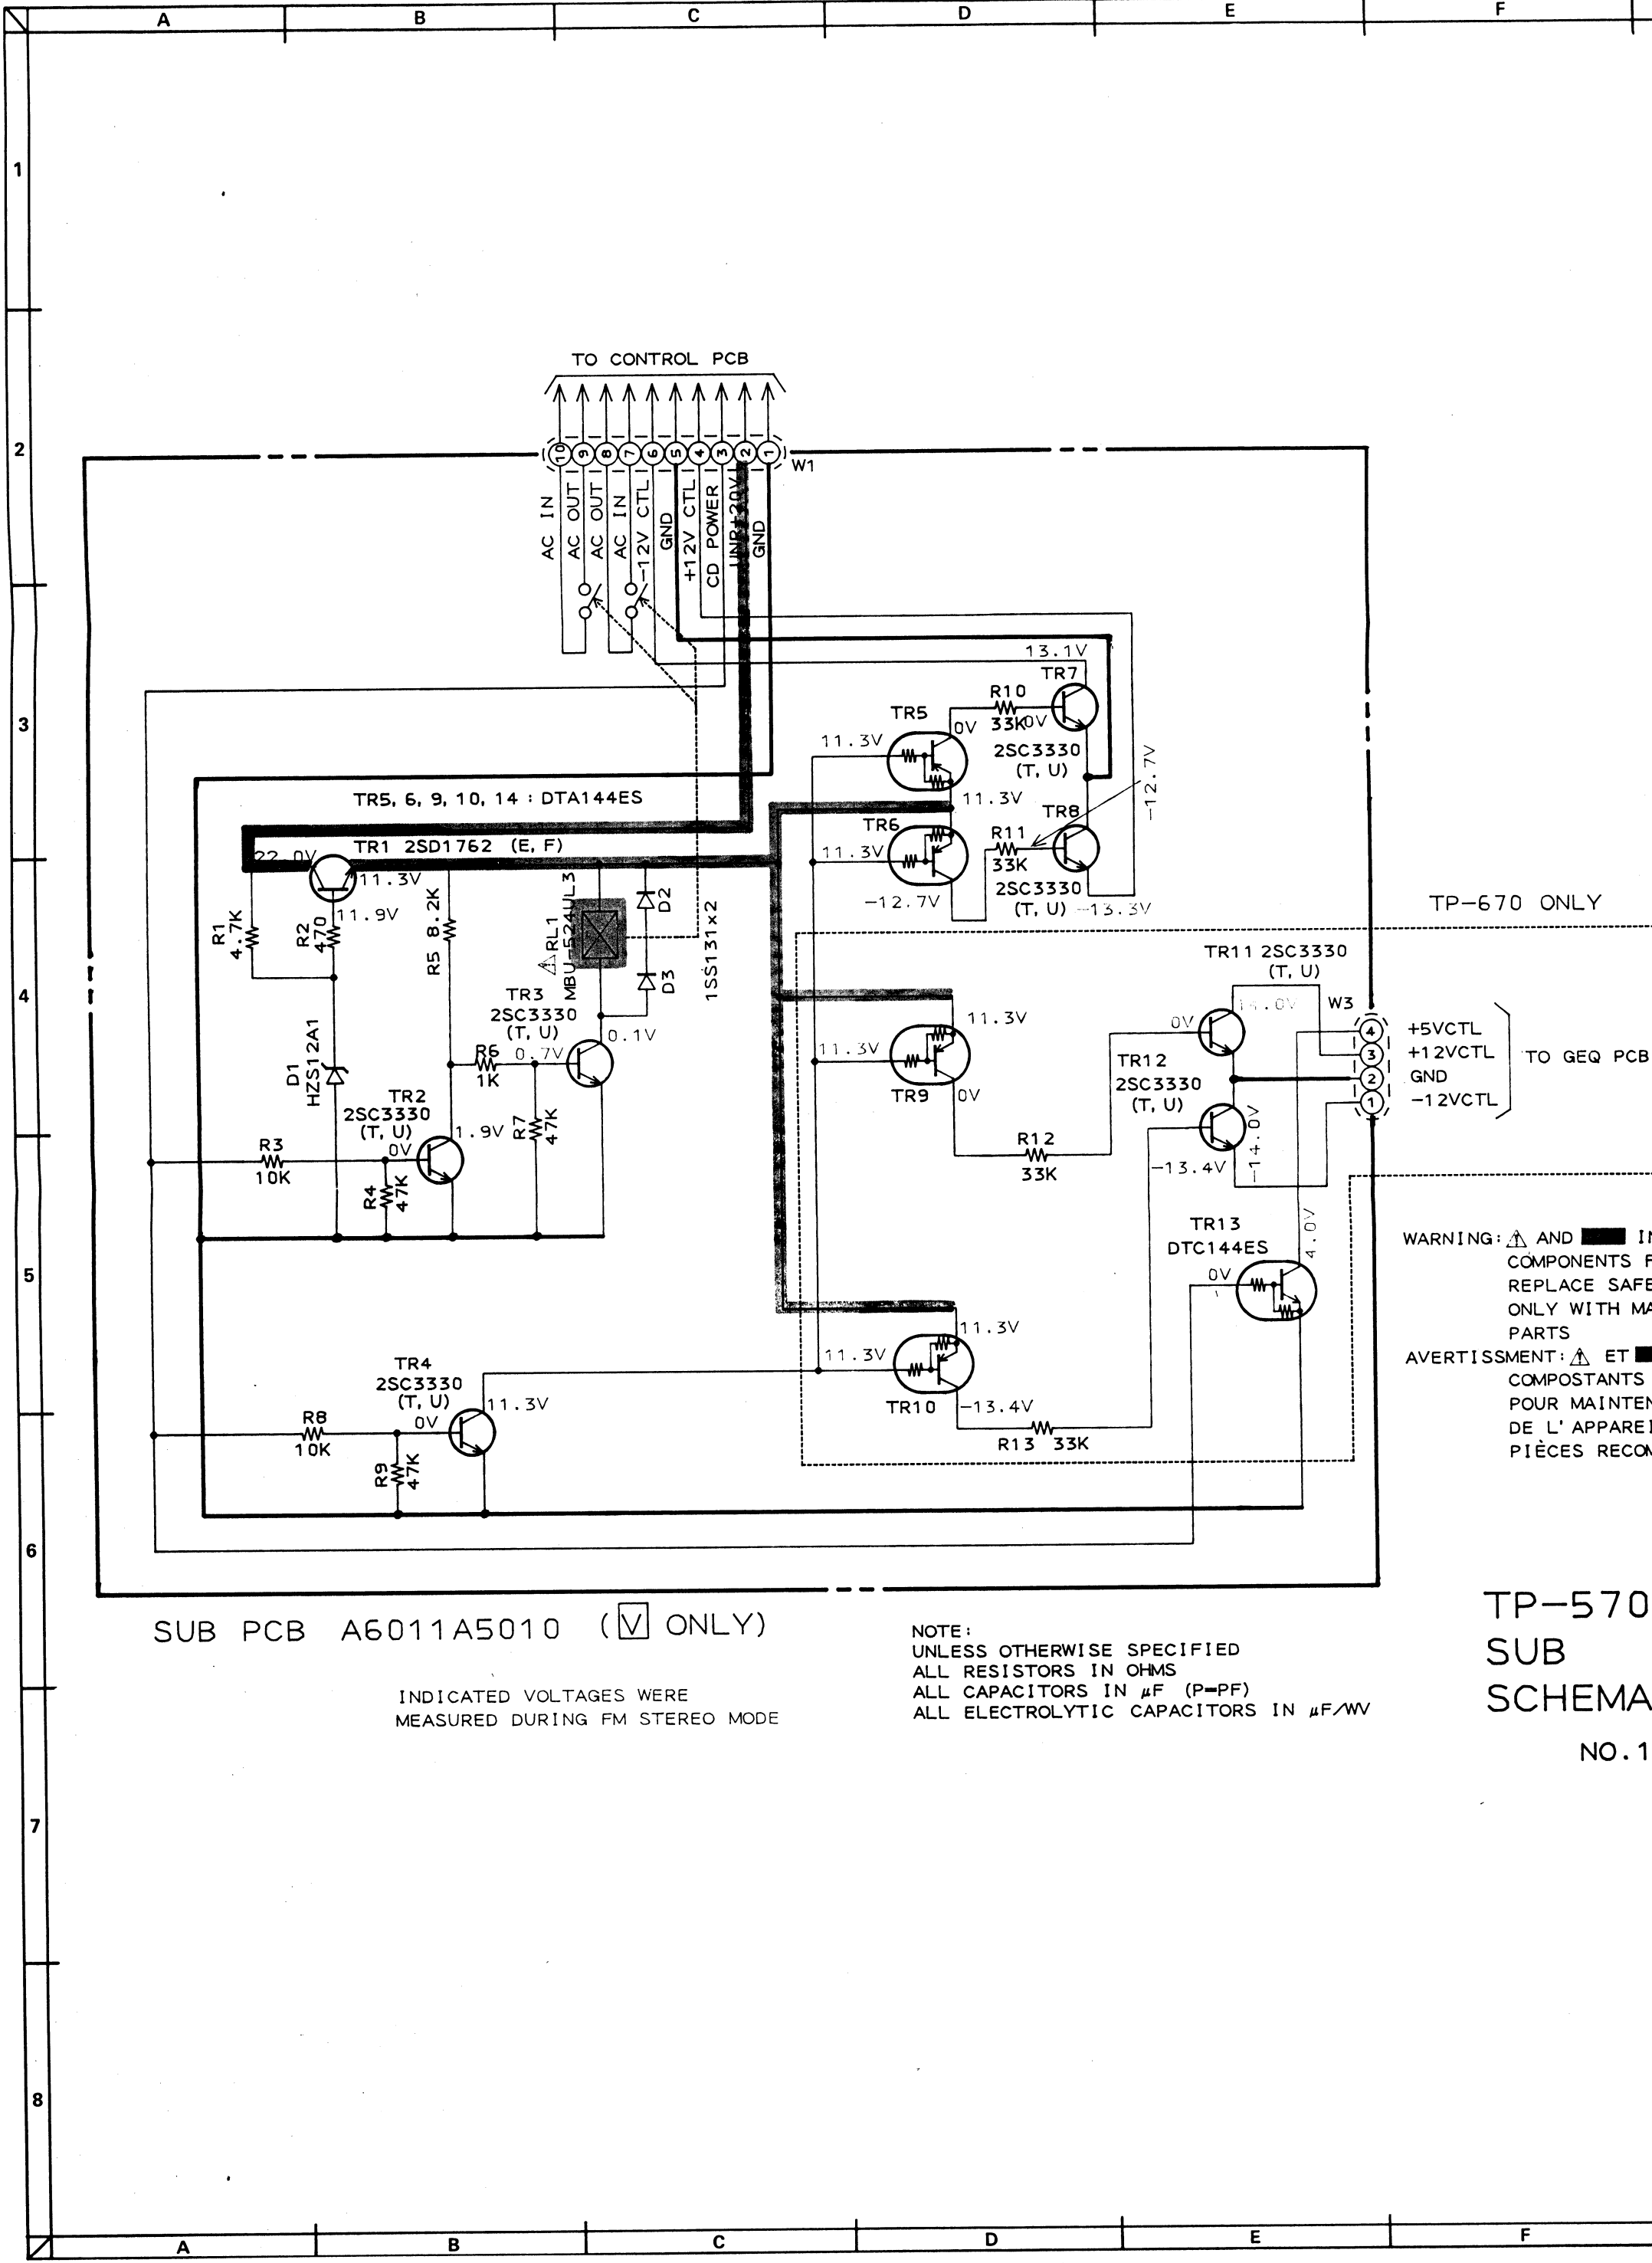 A B C D E F
1
TO CONTROL PCB
2
10 9 8 7 6 5 4 3 2 1
W1
AC IN
AC OUT
AC OUT
AC IN
-12V CTL
GND
+12V CTL
CD POWER
UNR+20V
GND
13.1V
TR7
R10
33K
0V
TR5
0V
3
11.3V
2SC3330
(T, U)
-12.7V
TR5, 6, 9, 10, 14 : DTA144ES
11.3V
TR6
R11
33K
TR8
22.0V
TR1 2SD1762 (E, F)
11.3V
11.3V
2SC3330
(T, U)
-12.7V
-13.3V
11.9V
R1
4.7K
R2
470
R5 8.2K
RL1
MBU 524UL3
D2
D3
1SS131x2
TP-670 ONLY
TR11 2SC3330
(T, U)
4
TR3
2SC3330
(T, U)
0.1V
11.3V
14.0V
W3
0V
4 +5VCTL
3 +12VCTL
2 GND
1 -12VCTL
TO GEQ PCB
R6
1K
0.7V
11.3V
TR9
0V
TR12
2SC3330
(T, U)
D1
HZS12A1
TR2
2SC3330
(T, U)
0V
1.9V
R7
47K
R3
10K
R4
47K
R12
33K
-13.4V
-14.0V
TR13
DTC144ES
4.0V
0V
5
WARNING: AND IN
COMPONENTS F
REPLACE SAFE
ONLY WITH MA
PARTS
AVERTISSMENT: ET
COMPOSTANTS
POUR MAINTEN
DE L'APPAREI
PIÈCES RECOM
11.3V
11.3V
TR10
-13.4V
TR4
2SC3330
(T, U)
0V
11.3V
R8
10K
R9
47K
R13 33K
6
SUB PCB A6011A5010 (V ONLY)
INDICATED VOLTAGES WERE
MEASURED DURING FM STEREO MODE
NOTE:
UNLESS OTHERWISE SPECIFIED
ALL RESISTORS IN OHMS
ALL CAPACITORS IN µF (P=PF)
ALL ELECTROLYTIC CAPACITORS IN µF/WV
TP-570
SUB
SCHEMA
NO.1
7
8
A B C D E F